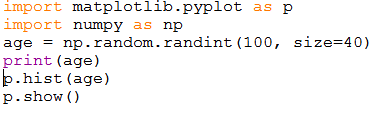 import matplotlib.pyplot as p
import numpy as np
age = np.random.randint(100, size=40)
print(age)
p.hist(age)
p.show()